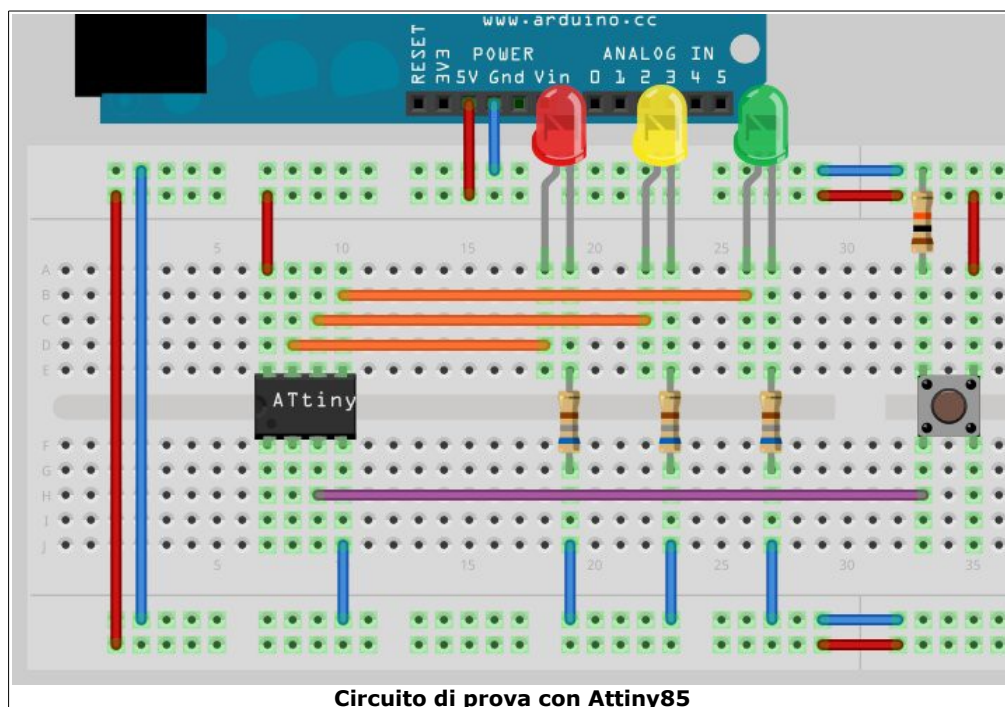 www.arduino.cc
RESET
3V3
POWER
ANALOG IN
5V Gnd Vin 0 1 2 3 4 5
5 10 15 20 25 30
A
B
C
D
E
ATtiny
F
G
H
I
J
5 15 20 25 30 35
Circuito di prova con Attiny85